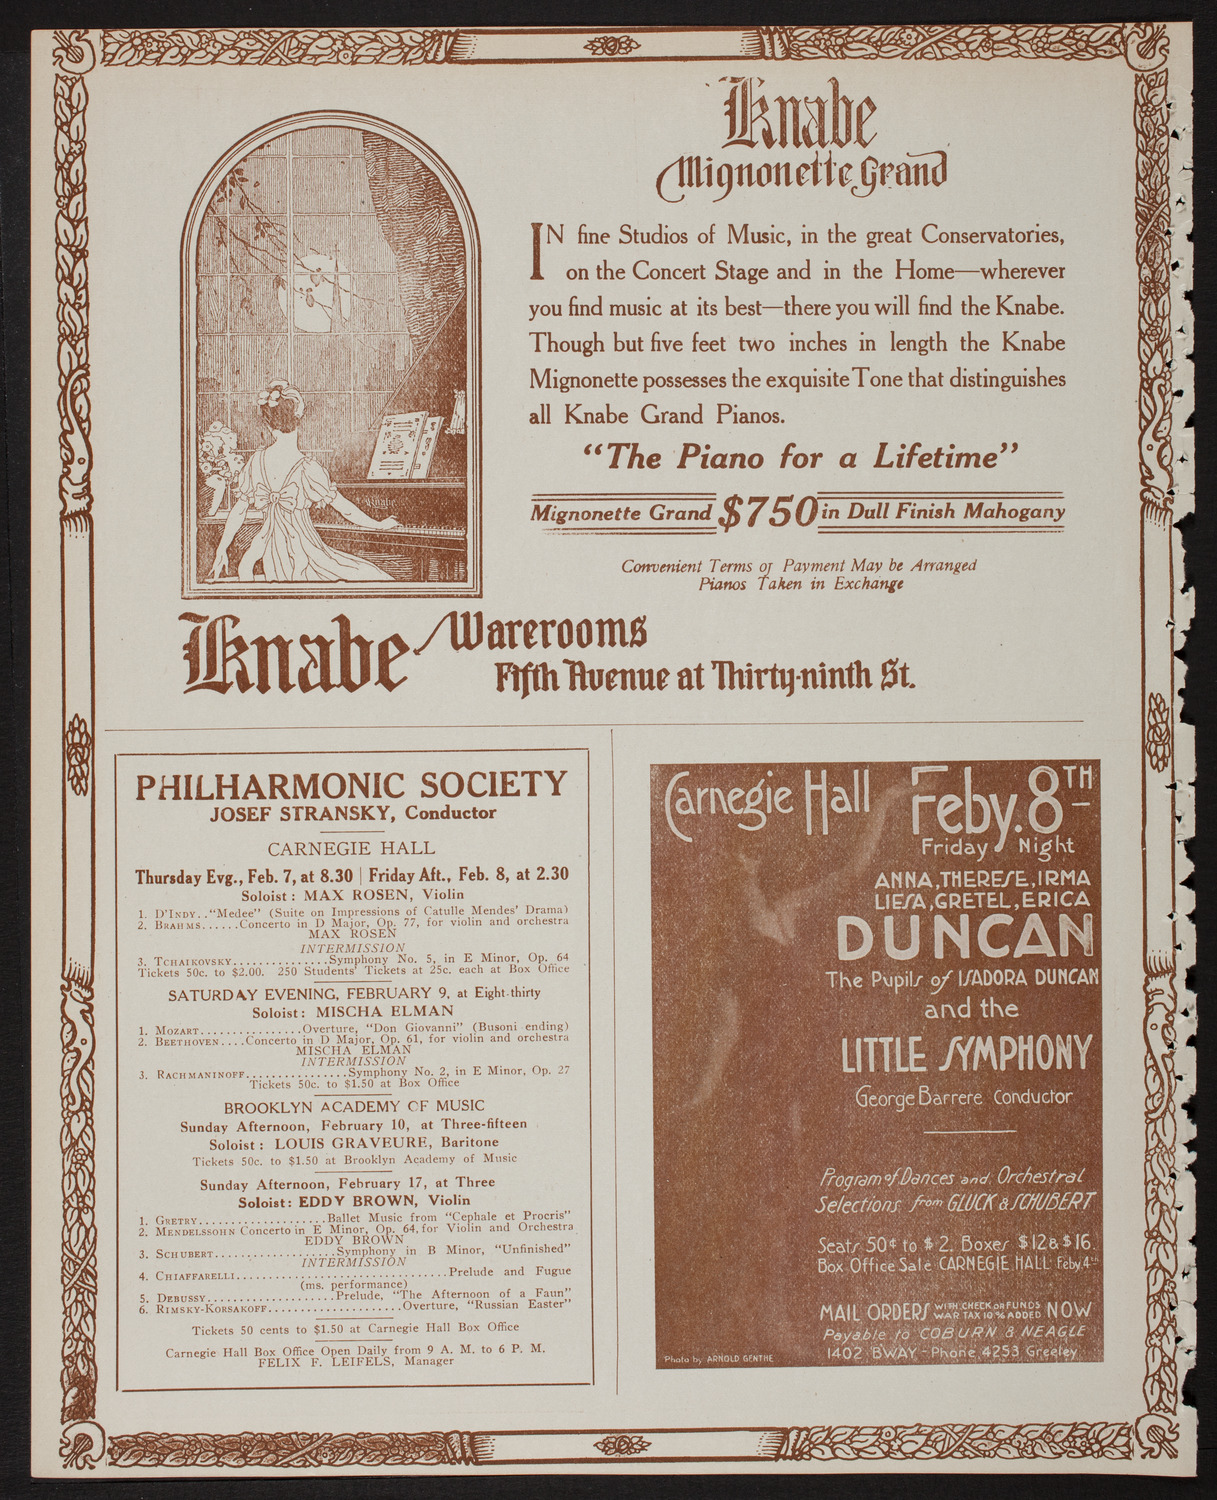 Knabe
Mignonette Grand
IN fine Studios of Music, in the great Conservatories,
on the Concert Stage and in the Home—wherever
you find music at its best—there you will find the Knabe.
Though but five feet two inches in length the Knabe
Mignonette possesses the exquisite Tone that distinguishes
all Knabe Grand Pianos.
"The Piano for a Lifetime"
Mignonette Grand $750 in Dull Finish Mahogany
Convenient Terms of Payment May be Arranged
Pianos Taken in Exchange
Knabe
Knabe Warerooms
Fifth Avenue at Thirty-ninth St.
PHILHARMONIC SOCIETY
JOSEF STRANSKY, Conductor
CARNEGIE HALL
Thursday Evg., Feb. 7, at 8.30 | Friday Aft., Feb. 8, at 2.30
Soloist: MAX ROSEN, Violin
1. D'INDY.."Medee" (Suite on Impressions of Catulle Mendes' Drama)
2. BRAHMS......Concerto in D Major, Op. 77, for violin and orchestra
MAX ROSEN
INTERMISSION
3. TCHAIKOVSKY...............Symphony No. 5, in E Minor, Op. 64
Tickets 50c. to $2.00. 250 Students' Tickets at 25c. each at Box Office
SATURDAY EVENING, FEBRUARY 9, at Eight-thirty
Soloist: MISCHA ELMAN
1. MOZART................Overture, "Don Giovanni" (Busoni ending)
2. BEETHOVEN....Concerto in D Major, Op. 61, for violin and orchestra
MISCHA ELMAN
INTERMISSION
3. RACHMANINOFF................Symphony No. 2, in E Minor, Op. 27
Tickets 50c. to $1.50 at Box Office
BROOKLYN ACADEMY OF MUSIC
Sunday Afternoon, February 10, at Three-fifteen
Soloist: LOUIS GRAVEURE, Baritone
Tickets 50c. to $1.50 at Brooklyn Academy of Music
Sunday Afternoon, February 17, at Three
Soloist: EDDY BROWN, Violin
1. GRETRY....................Ballet Music from "Cephale et Procris"
2. MENDELSSOHN Concerto in E Minor, Op. 64, for Violin and Orchestra
EDDY BROWN
3. SCHUBERT...................Symphony in B Minor, "Unfinished"
INTERMISSION
4. CHIAFFARELLI.................................Prelude and Fugue
(ms. performance)
5. DEBUSSY....................Prelude, "The Afternoon of a Faun"
6. RIMSKY-KORSAKOFF.....................Overture, "Russian Easter"
Tickets 50 cents to $1.50 at Carnegie Hall Box Office
Carnegie Hall Box Office Open Daily from 9 A. M. to 6 P. M.
FELIX F. LEIFELS, Manager
Carnegie Hall Feby. 8TH
Friday Night
ANNA, THERESE, IRMA
LIESA, GRETEL, ERICA
DUNCAN
The Pupils of ISADORA DUNCAN
and the
LITTLE SYMPHONY
George Barrere Conductor
Program of Dances and Orchestral
Selections from GLUCK & SCHUBERT
Seats 50¢ to $2. Boxes $12 & $16.
Box Office Sale CARNEGIE HALL Feby. 4th
MAIL ORDERS WITH CHECK OR FUNDS WAR TAX 10% ADDED NOW
Payable to COBURN & NEAGLE
1402 BWAY - Phone 4253 Greeley
Photo by ARNOLD GENTHE